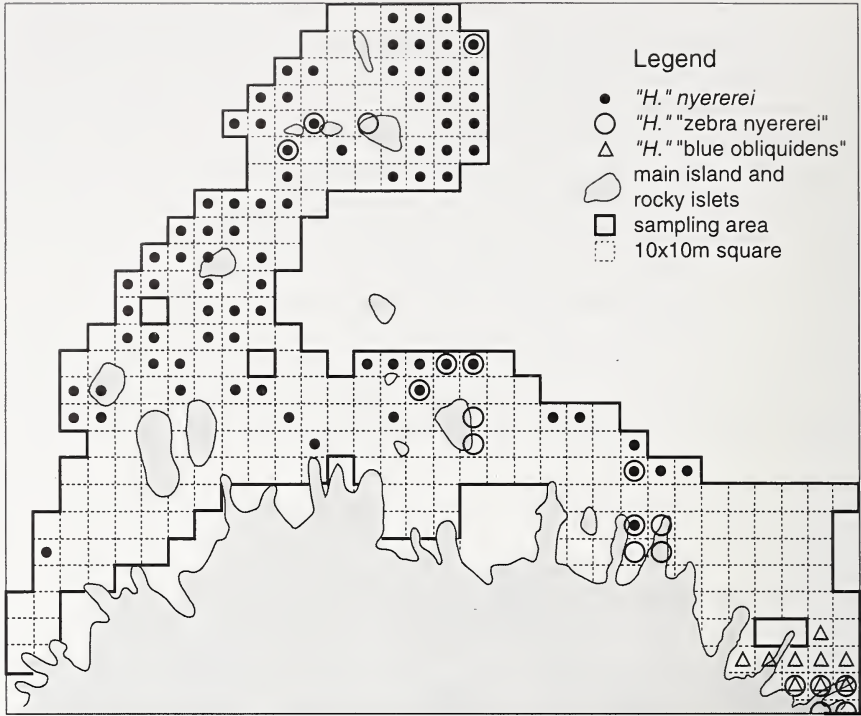 Legend
"H." nyererei
"H." "zebra nyererei"
"H." "blue obliquidens"
main island and
rocky islets
sampling area
10x10m square